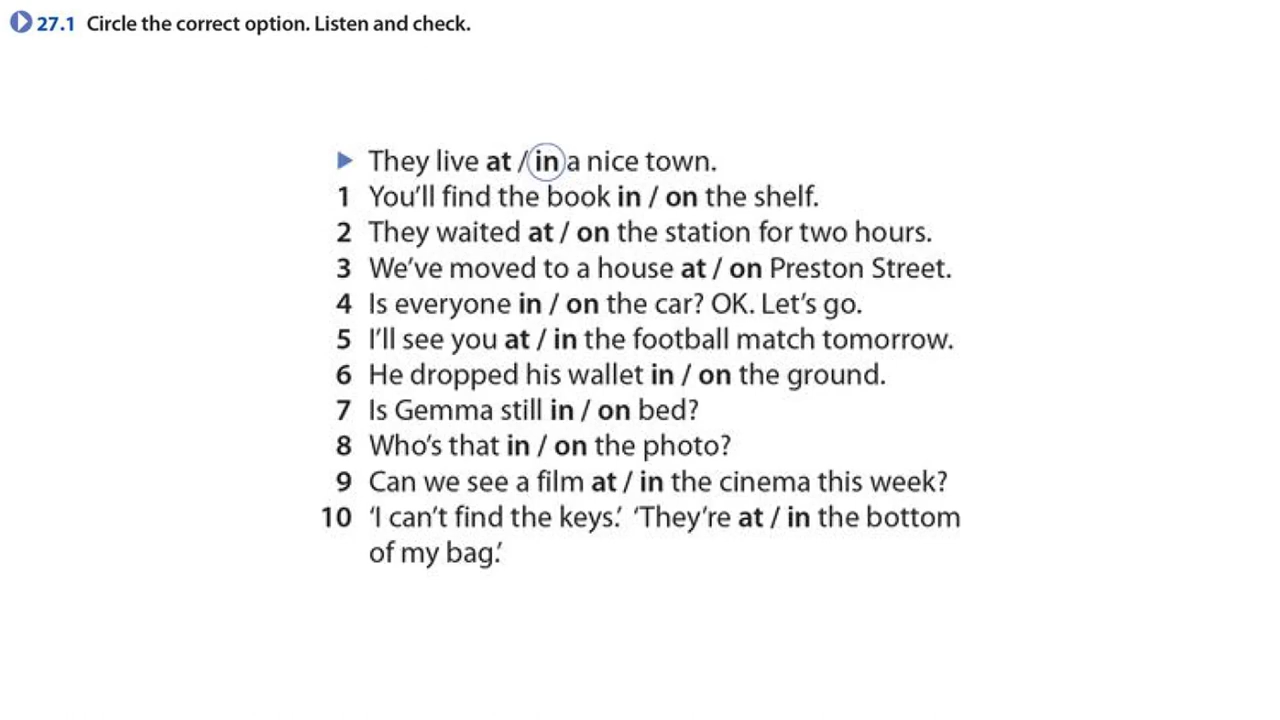 27.1 Circle the correct option. Listen and check.
▶ They live at / in a nice town.
1 You'll find the book in / on the shelf.
2 They waited at / on the station for two hours.
3 We've moved to a house at / on Preston Street.
4 Is everyone in / on the car? OK. Let's go.
5 I'll see you at / in the football match tomorrow.
6 He dropped his wallet in / on the ground.
7 Is Gemma still in / on bed?
8 Who's that in / on the photo?
9 Can we see a film at / in the cinema this week?
10 'I can't find the keys.' 'They're at / in the bottom
of my bag.'